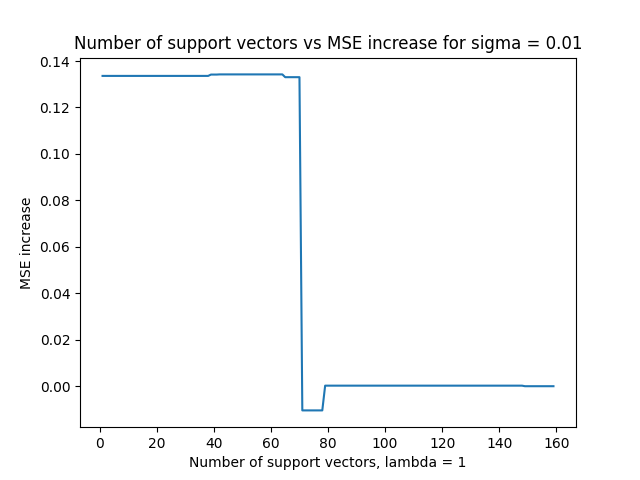 Number of support vectors vs MSE increase for sigma = 0.01
0.14
0.12
0.10
0.08
0.06
0.04
0.02
0.00
MSE increase
0 20 40 60 80 100 120 140 160
Number of support vectors, lambda = 1